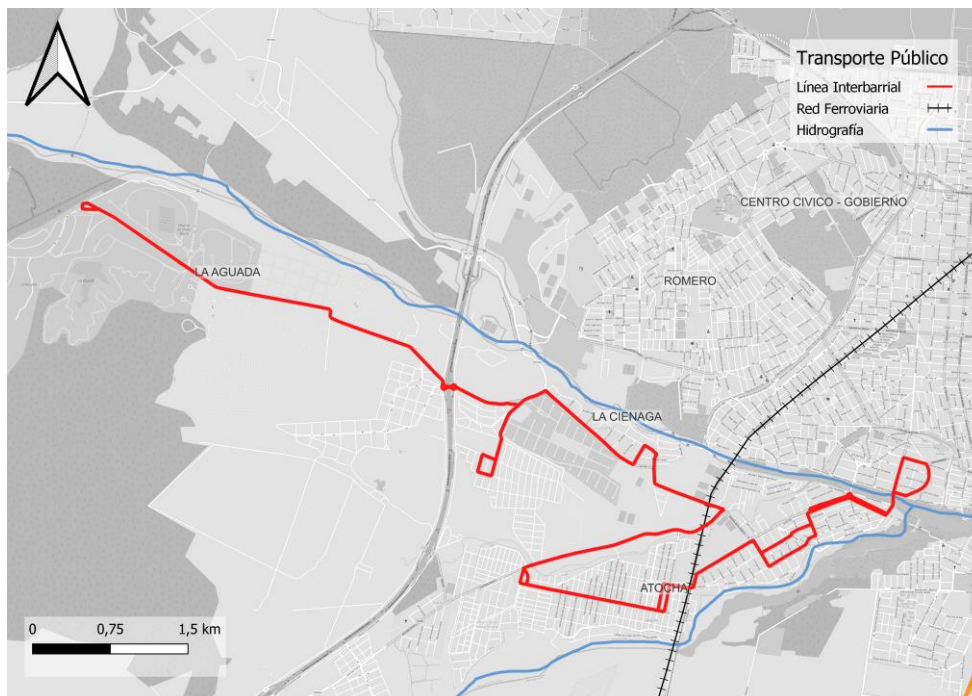 Transporte Público
Línea Interbarrial
Red Ferroviaria
Hidrografía
CENTRO CIVICO - GOBIERNO
LA AGUADA
ROMERO
LA CIENAGA
ATOCHA
0 0,75 1,5 km